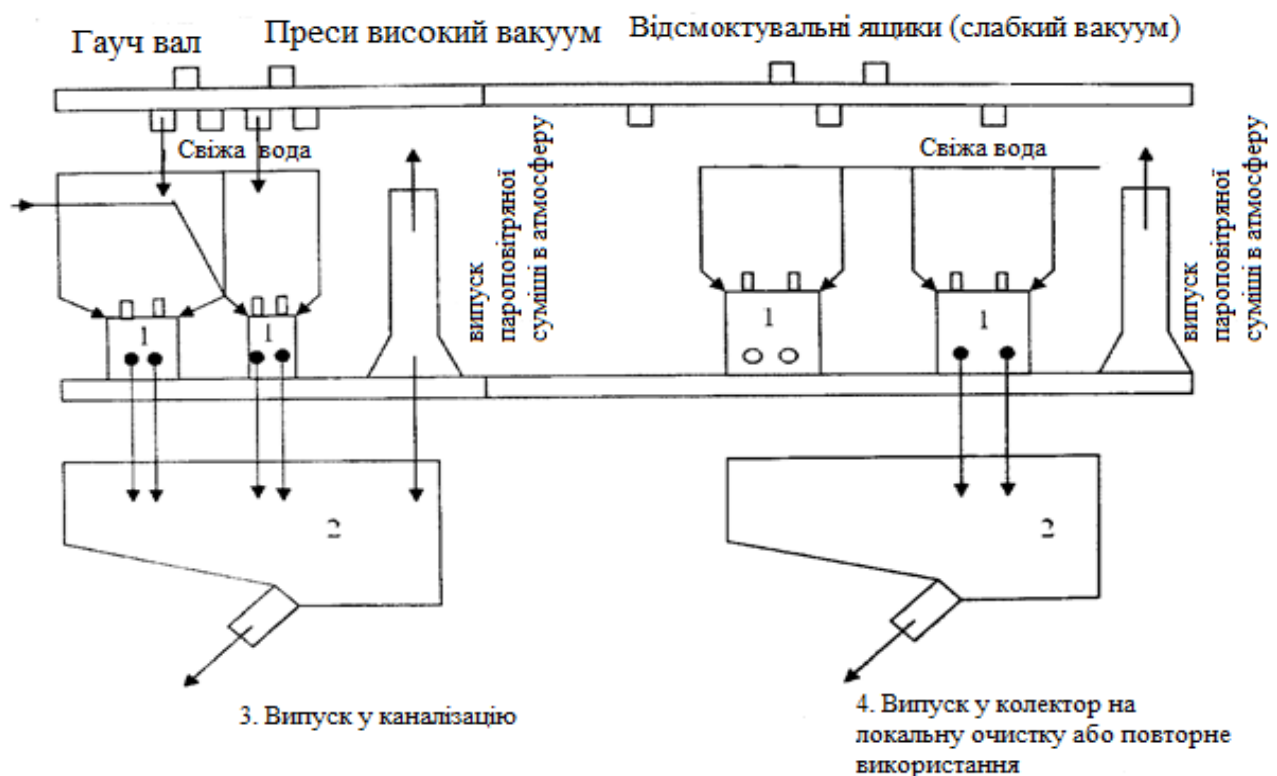 Гауч вал
Преси високий вакуум
Відсмоктувальні ящики (слабкий вакуум)
Свіжа вода
випуск
пароповітряної
суміші в атмосферу
Свіжа вода
випуск
пароповітряної
суміші в атмосферу
1
1
1
1
2
2
3. Випуск у каналізацію
4. Випуск у колектор на
локальну очистку або повторне
використання